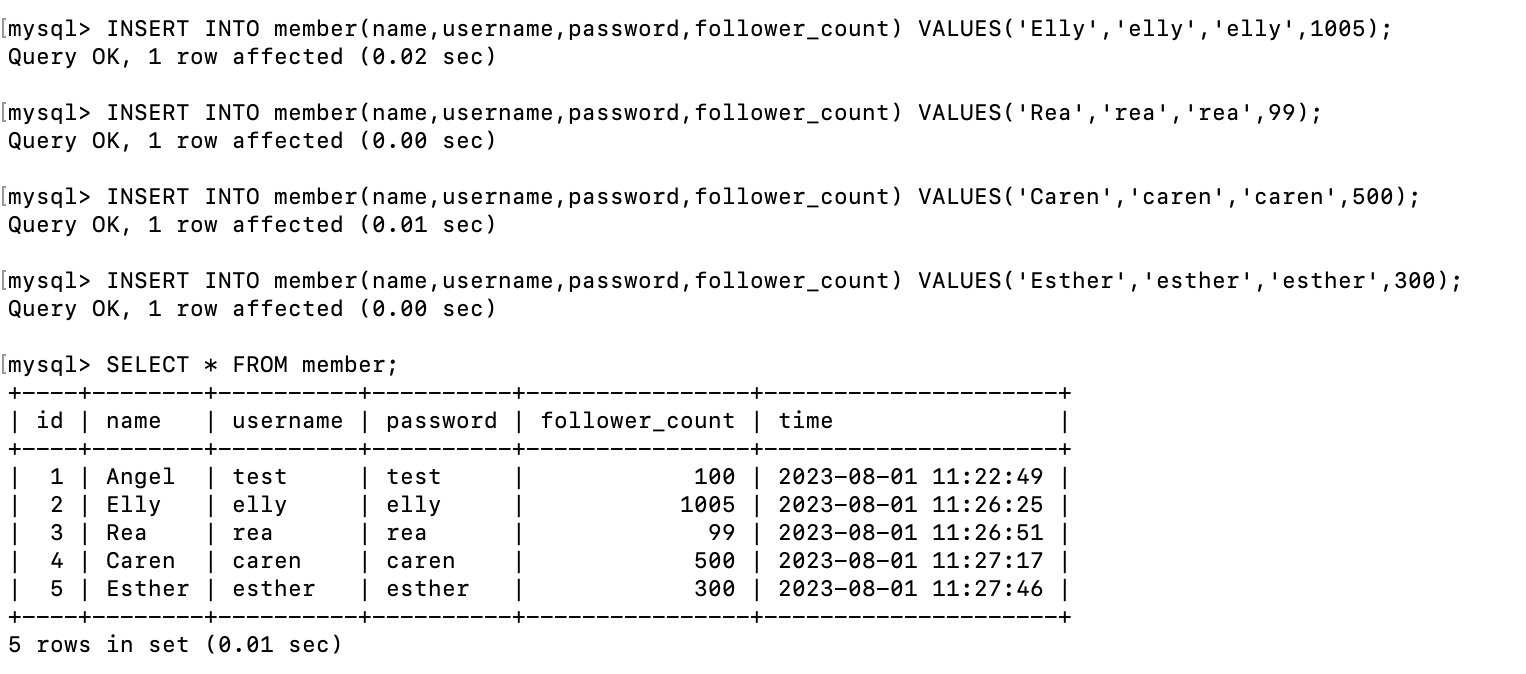 [mysql> INSERT INTO member(name,username,password,follower_count) VALUES('Elly','elly','elly',1005);
Query OK, 1 row affected (0.02 sec)

[mysql> INSERT INTO member(name,username,password,follower_count) VALUES('Rea','rea','rea',99);
Query OK, 1 row affected (0.00 sec)

[mysql> INSERT INTO member(name,username,password,follower_count) VALUES('Caren','caren','caren',500);
Query OK, 1 row affected (0.01 sec)

[mysql> INSERT INTO member(name,username,password,follower_count) VALUES('Esther','esther','esther',300);
Query OK, 1 row affected (0.00 sec)

[mysql> SELECT * FROM member;
+----+--------+----------+----------+----------------+---------------------+
| id | name   | username | password | follower_count | time                |
+----+--------+----------+----------+----------------+---------------------+
|  1 | Angel  | test     | test     |            100 | 2023-08-01 11:22:49 |
|  2 | Elly   | elly     | elly     |           1005 | 2023-08-01 11:26:25 |
|  3 | Rea    | rea      | rea      |             99 | 2023-08-01 11:26:51 |
|  4 | Caren  | caren    | caren    |            500 | 2023-08-01 11:27:17 |
|  5 | Esther | esther   | esther   |            300 | 2023-08-01 11:27:46 |
+----+--------+----------+----------+----------------+---------------------+
5 rows in set (0.01 sec)